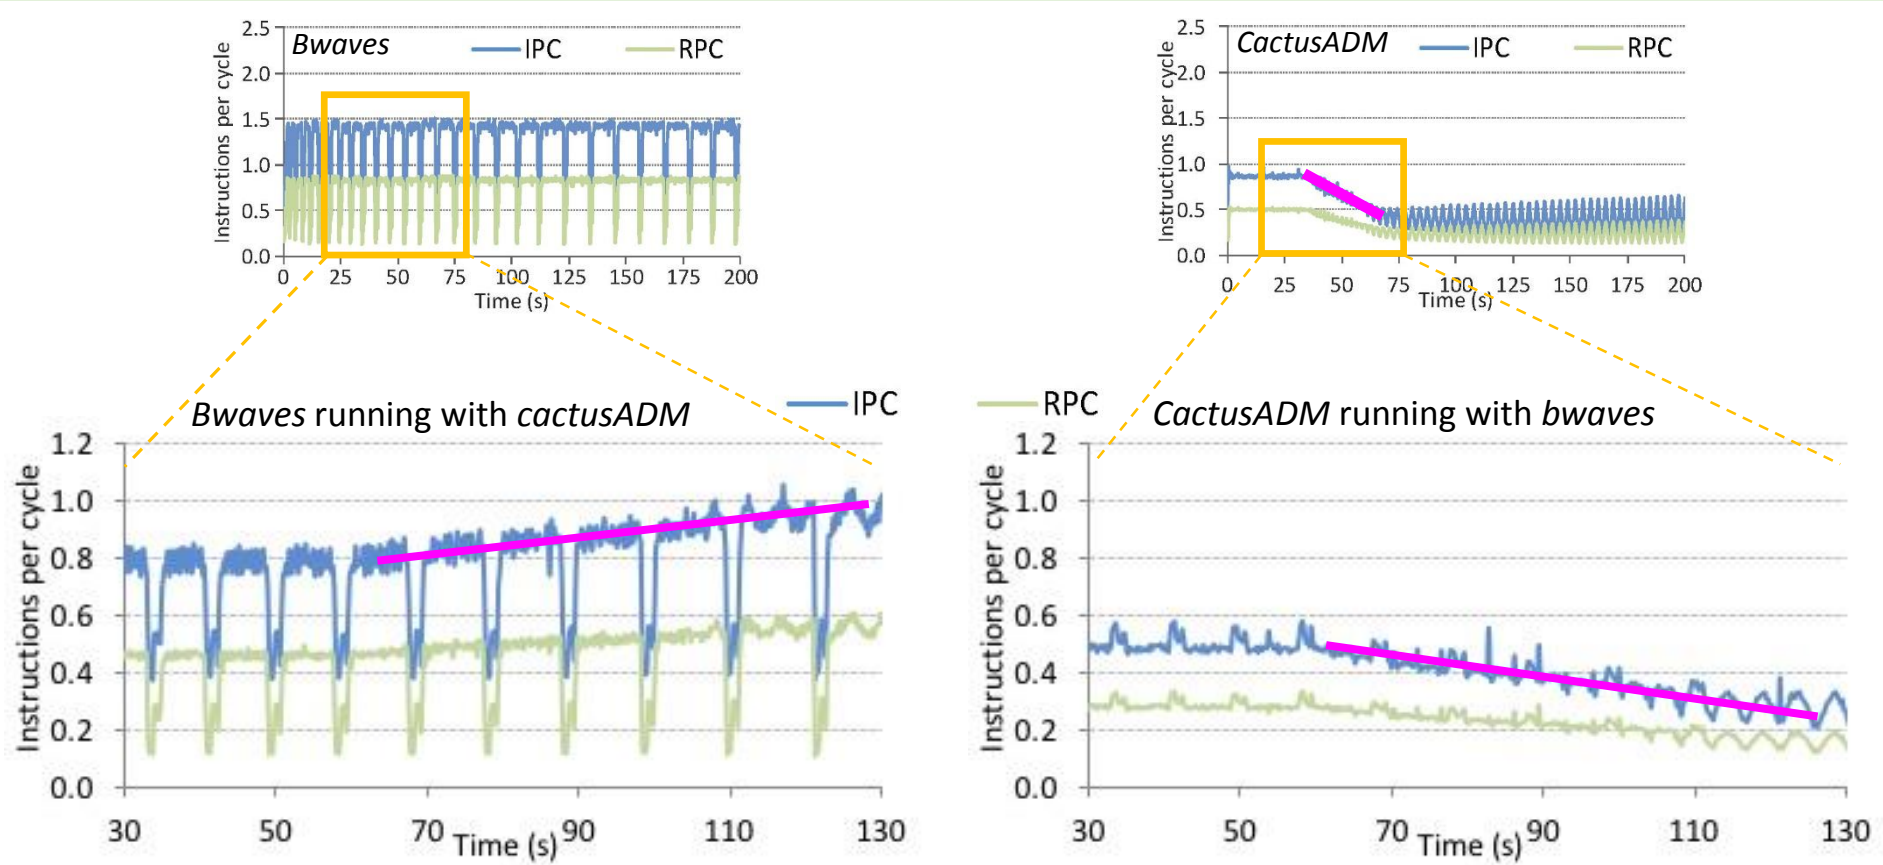 Bwaves
IPC
RPC
Instructions per cycle
2.5
2.0
1.5
1.0
0.5
0.0
0 25 50 75 100 125 150 175 200
Time (s)
CactusADM
IPC
RPC
Instructions per cycle
2.5
2.0
1.5
1.0
0.5
0.0
0 25 50 75 100 125 150 175 200
Time (s)
IPC
RPC
Bwaves running with cactusADM
Instructions per cycle
1.2
1.0
0.8
0.6
0.4
0.2
0.0
30 50 70 90 110 130
Time (s)
CactusADM running with bwaves
Instructions per cycle
1.2
1.0
0.8
0.6
0.4
0.2
0.0
30 50 70 90 110 130
Time (s)